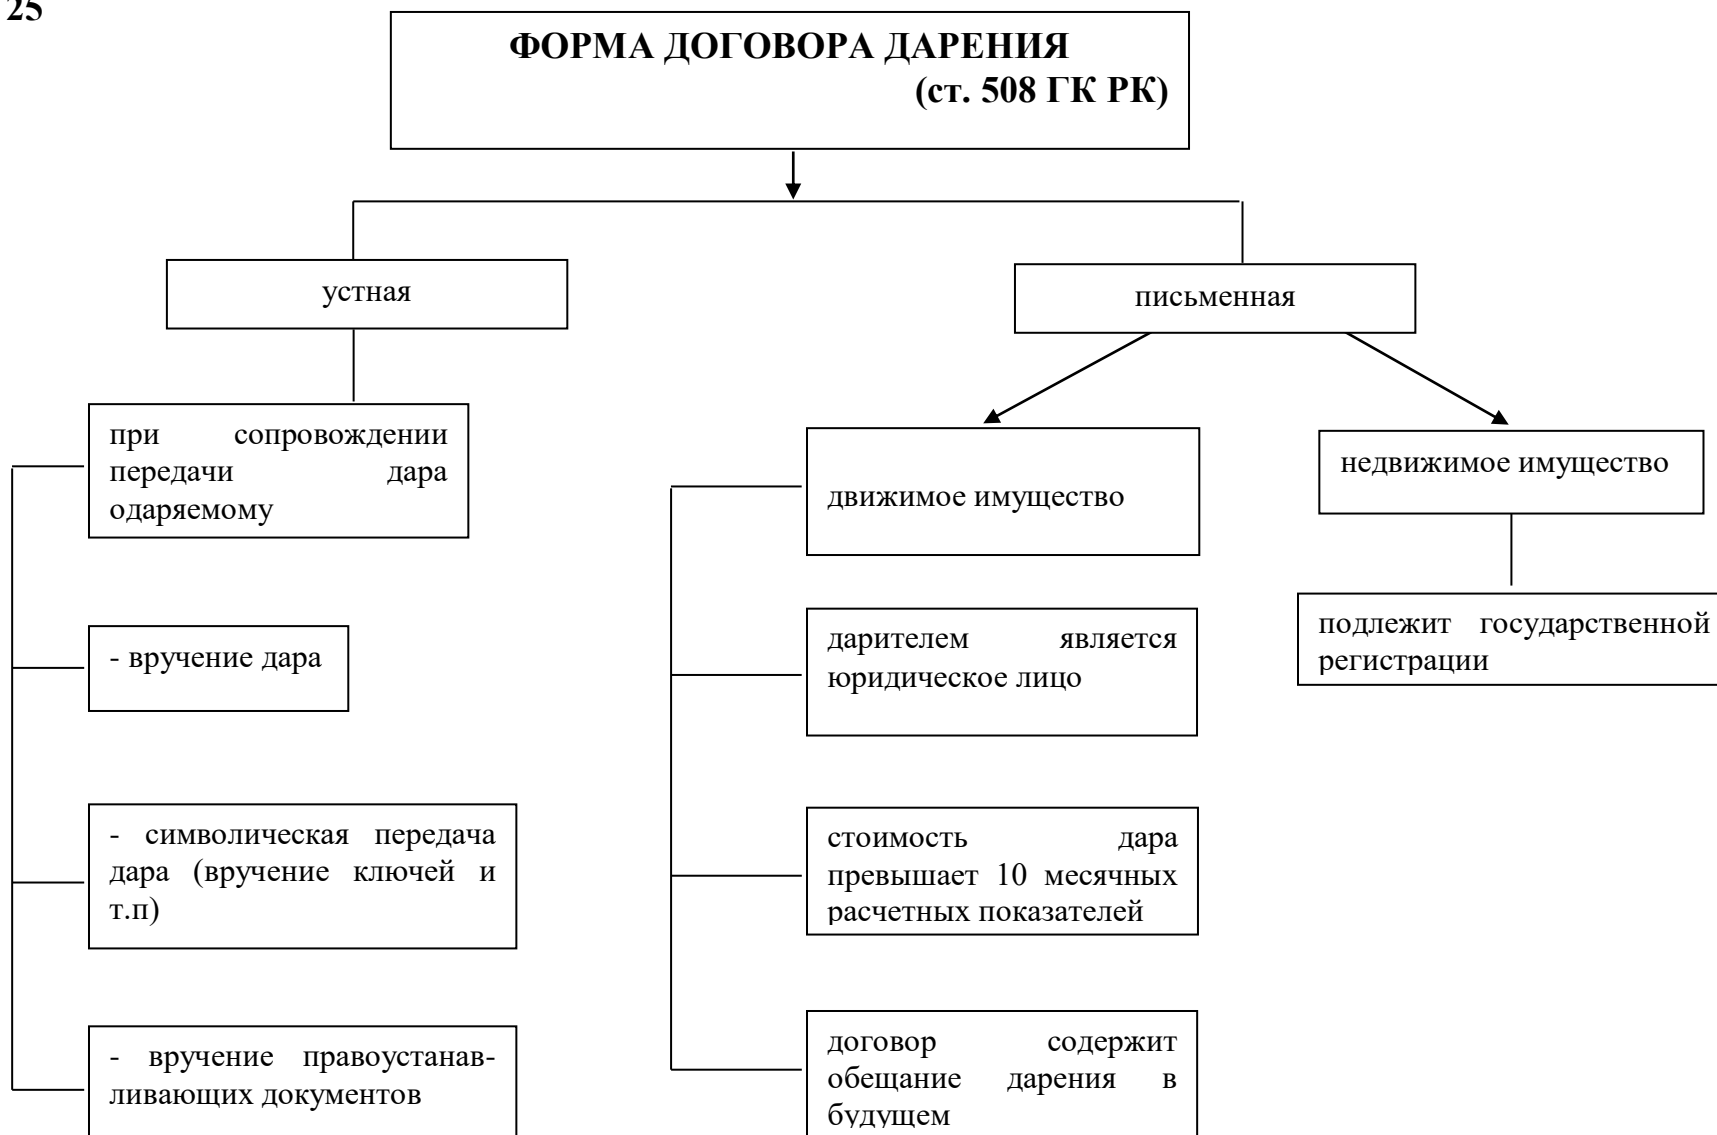 25
ФОРМА ДОГОВОРА ДАРЕНИЯ
(ст. 508 ГК РК)
устная
письменная
при сопровождении
передачи дара
одаряемому
- вручение дара
- символическая передача
дара (вручение ключей и
т.п)
- вручение правоустанав-
ливающих документов
движимое имущество
дарителем является
юридическое лицо
стоимость дара
превышает 10 месячных
расчетных показателей
договор содержит
обещание дарения в
будущем
недвижимое имущество
подлежит государственной
регистрации